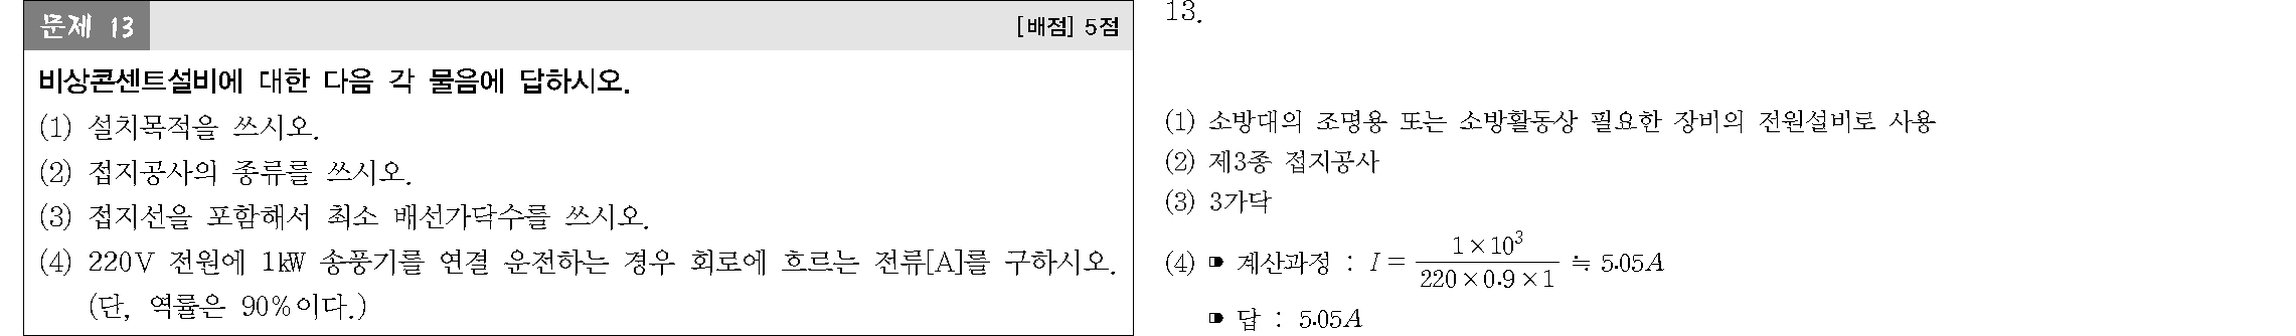 문제 13
[배점] 5점
비상콘센트설비에 대한 다음 각 물음에 답하시오.
(1) 설치목적을 쓰시오.
(2) 접지공사의 종류를 쓰시오.
(3) 접지선을 포함해서 최소 배선가닥수를 쓰시오.
(4) 220V 전원에 1kW 송풍기를 연결 운전하는 경우 회로에 흐르는 전류[A]를 구하시오.
(단, 역률은 90%이다.)
13.
(1) 소방대의 조명용 또는 소방활동상 필요한 장비의 전원설비로 사용
(2) 제3종 접지공사
(3) 3가닥
(4) ➠ 계산과정 : I = \frac{1×10³}{220×0.9×1} ≒ 5.05A
➠ 답 : 5.05A